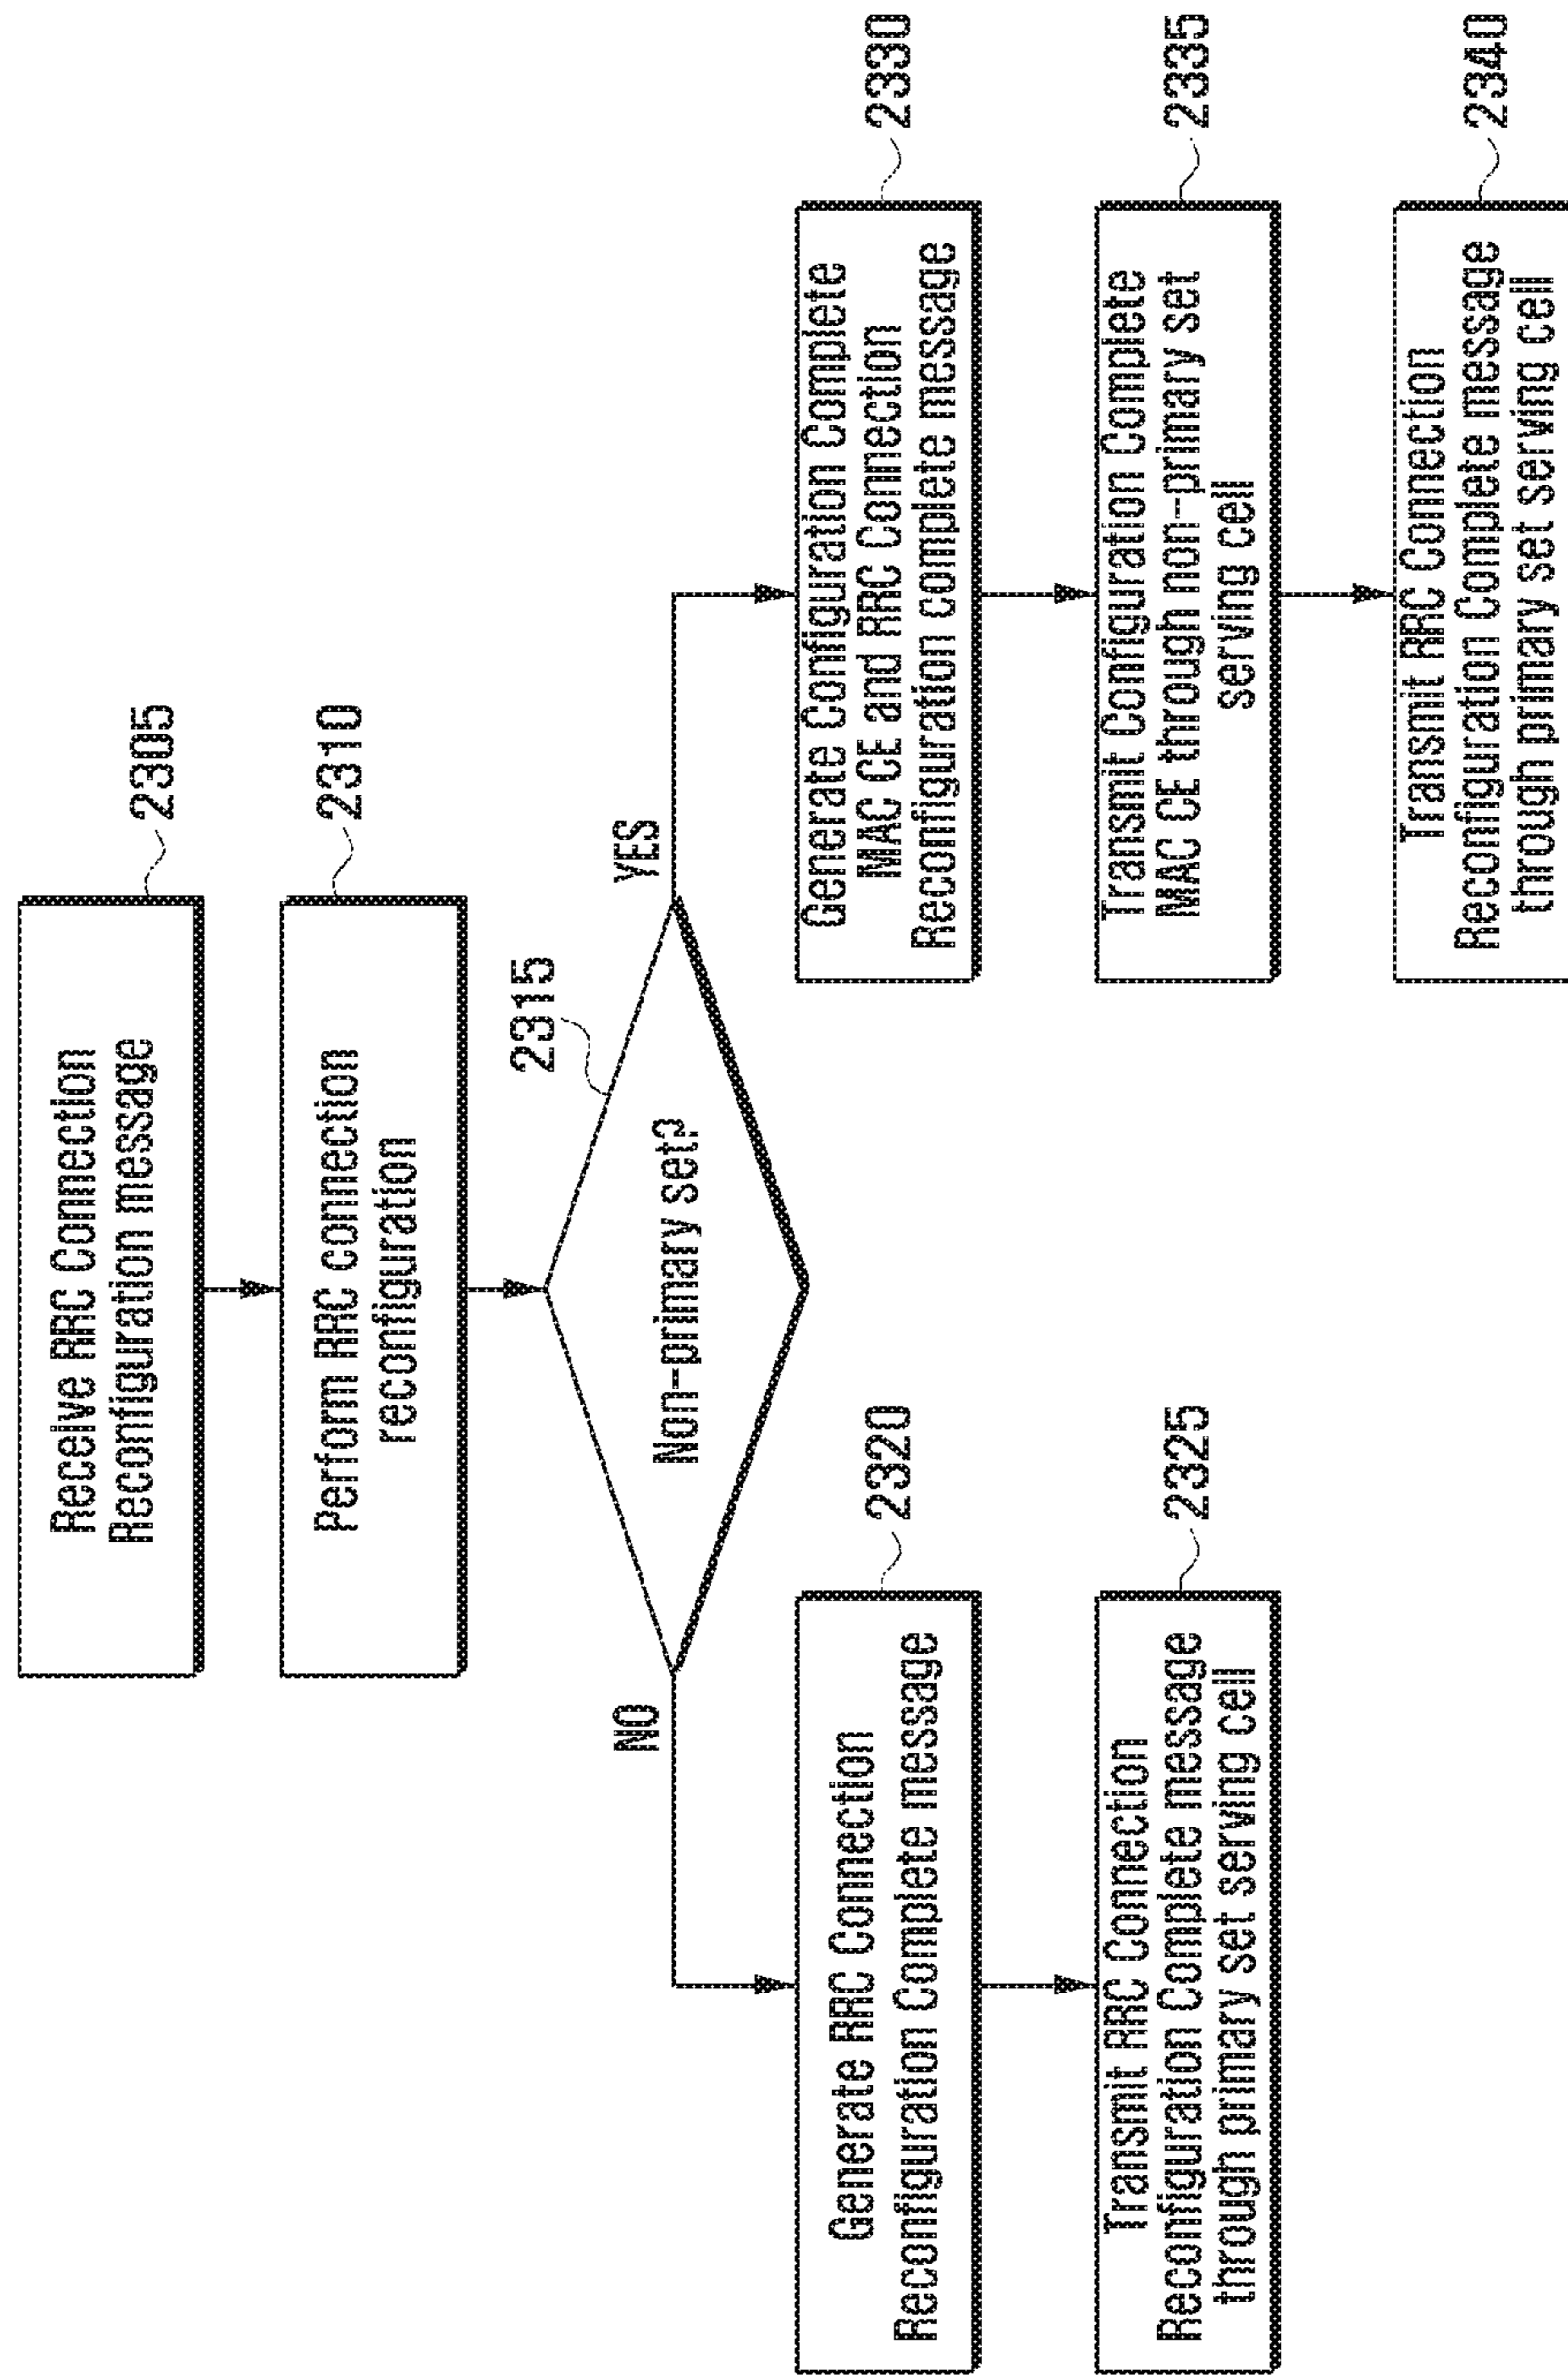 Receive RRC Connection
Reconfiguration message
2305
Perform RRC connection
reconfiguration
2310
2315
Non-primary set?
NO
YES
Generate RRC Connection
Reconfiguration Complete message
2320
Transmit RRC Connection
Reconfiguration Complete message
through primary set serving cell
2325
Generate Configuration Complete
MAC CE and RRC Connection
Reconfiguration complete message
2330
Transmit Configuration Complete
MAC CE through non-primary set
serving cell
2335
Transmit RRC Connection
Reconfiguration Complete message
through primary set serving cell
2340